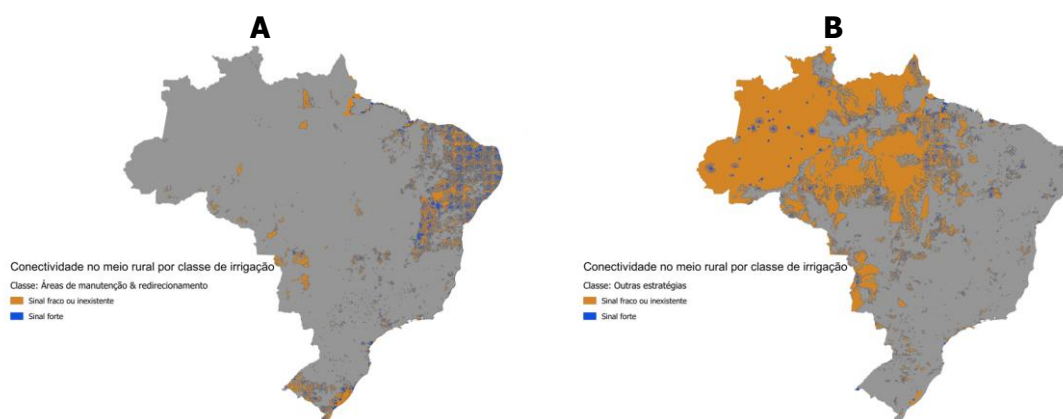 A
Conectividade no meio rural por classe de irrigação
Classe: Áreas de manutenção & redirecionamento
Sinal fraco ou inexistente
Sinal forte
B
Conectividade no meio rural por classe de irrigação
Classe: Outras estratégias
Sinal fraco ou inexistente
Sinal forte